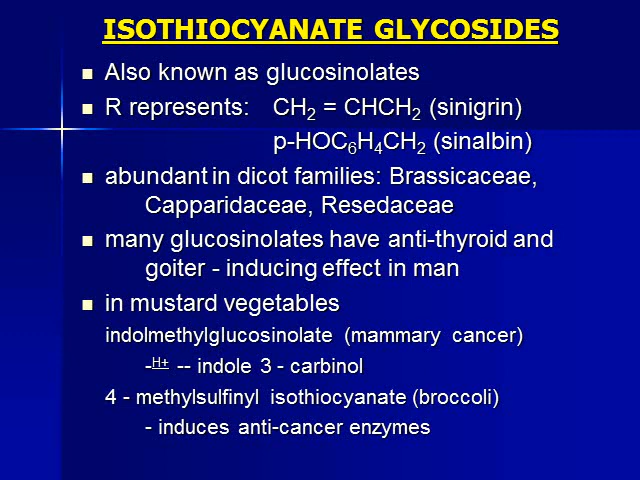 ISOTHIOCYANATE GLYCOSIDES
Also known as glucosinolates
R represents: CH2 = CHCH2 (sinigrin)
p-HOC6H4CH2 (sinalbin)
abundant in dicot families: Brassicaceae,
Capparidaceae, Resedaceae
many glucosinolates have anti-thyroid and
goiter - inducing effect in man
in mustard vegetables
indolmethylglucosinolate (mammary cancer)
-H+ -- indole 3 - carbinol
4 - methylsulfinyl isothiocyanate (broccoli)
- induces anti-cancer enzymes